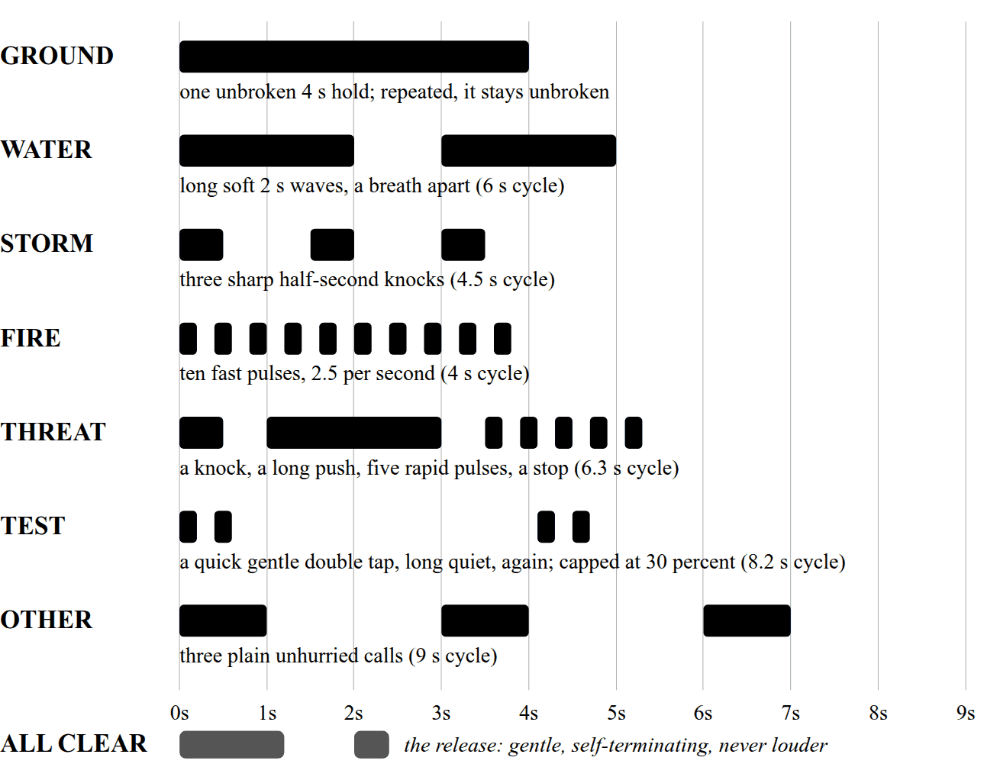 GROUND
one unbroken 4 s hold; repeated, it stays unbroken
WATER
long soft 2 s waves, a breath apart (6 s cycle)
STORM
three sharp half-second knocks (4.5 s cycle)
FIRE
ten fast pulses, 2.5 per second (4 s cycle)
THREAT
a knock, a long push, five rapid pulses, a stop (6.3 s cycle)
TEST
a quick gentle double tap, long quiet, again; capped at 30 percent (8.2 s cycle)
OTHER
three plain unhurried calls (9 s cycle)
0s 1s 2s 3s 4s 5s 6s 7s 8s 9s
ALL CLEAR the release: gentle, self-terminating, never louder